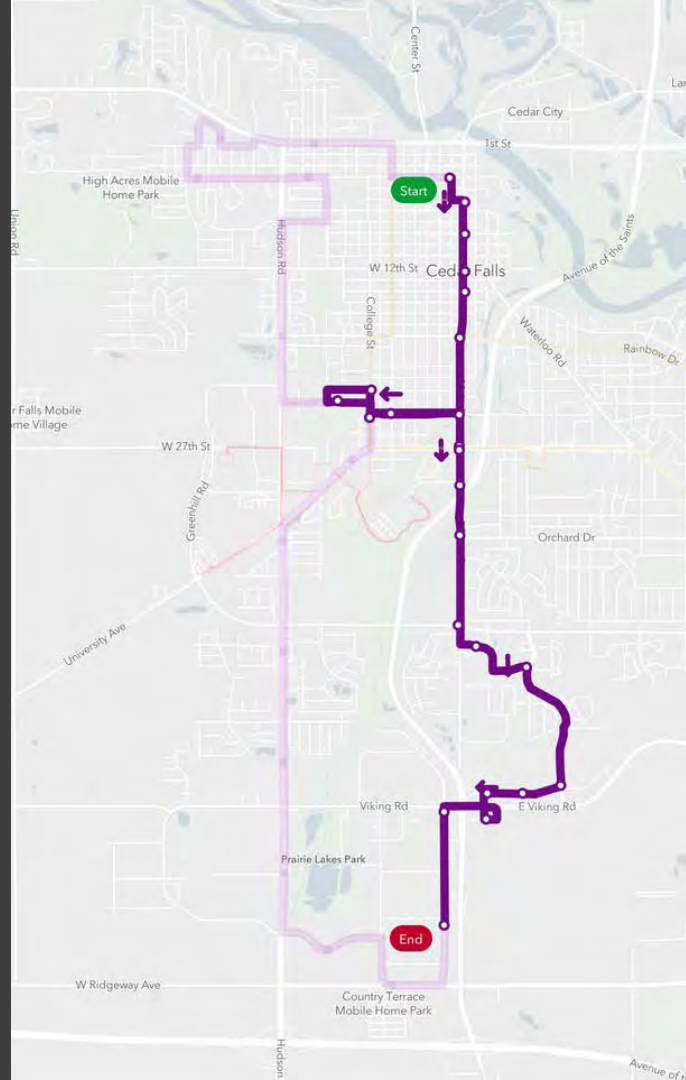 Center St
Lar
Cedar City
1st St
High Acres Mobile
Home Park
Start
Union Rd
Hudson Rd
Avenue of the Saints
W 12th St
Cedar Falls
College St
Waterloo Rd
Rainbow Dr
r Falls Mobile
me Village
W 27th St
Greenhill Rd
Orchard Dr
University Ave
Viking Rd
E Viking Rd
Prairie Lakes Park
End
W Ridgeway Ave
Country Terrace
Mobile Home Park
Hudson
Avenue of